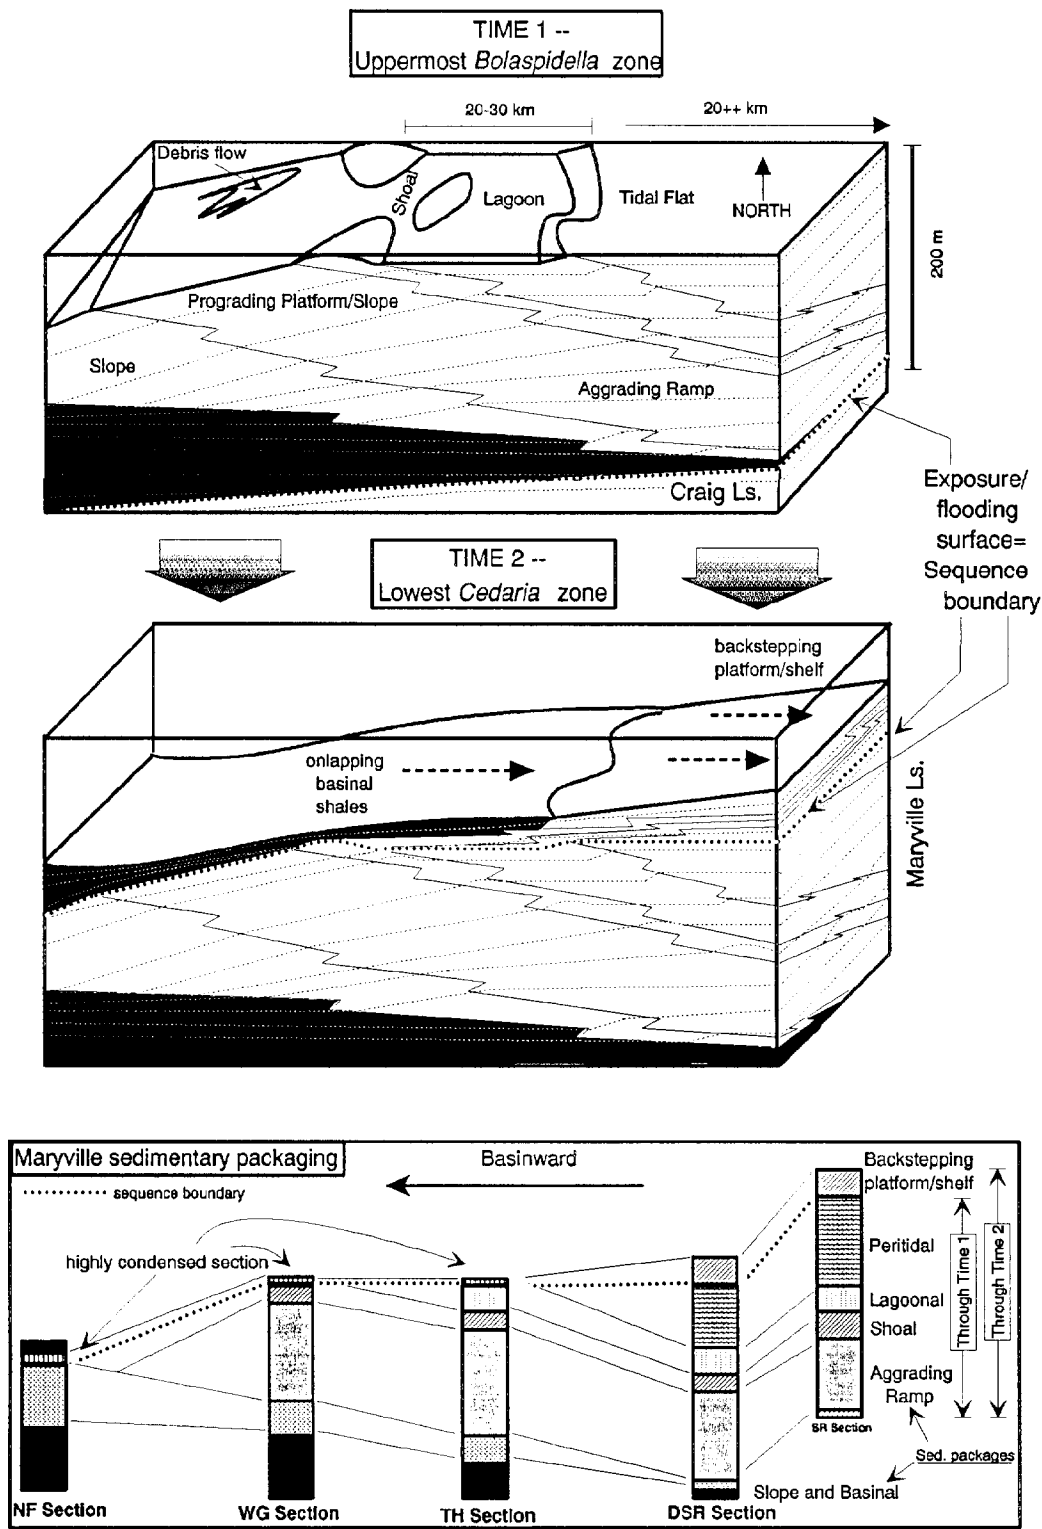 TIME 1 --
Uppermost Bolaspidella zone
20-30 km
20++ km
Debris flow
Shoal
Lagoon
Tidal Flat
NORTH
200 m
Prograding Platform/Slope
Slope
Aggrading Ramp
Craig Ls.
Exposure/
flooding
surface=
Sequence
boundary
TIME 2 --
Lowest Cedaria zone
backstepping
platform/shelf
onlapping
basinal
shales
Maryville Ls.
Maryville sedimentary packaging
Basinward
sequence boundary
highly condensed section
Backstepping
platform/shelf
Peritidal
Lagoonal
Shoal
Aggrading
Ramp
Through Time 1
Through Time 2
SR Section
Sed. packages
Slope and Basinal
NF Section
WG Section
TH Section
DSR Section